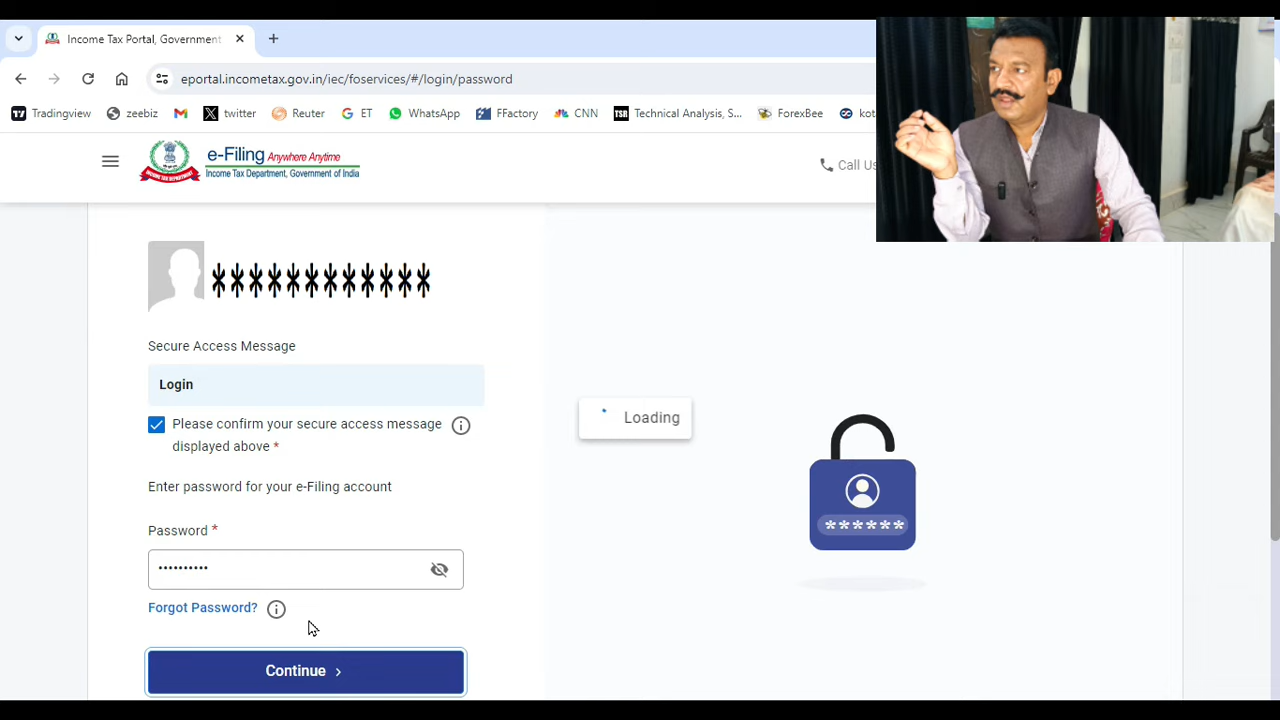 Income Tax Portal, Government
eportal.incometax.gov.in/iec/foservices/#/login/password
Tradingview zeebiz twitter Reuter ET WhatsApp FFactory CNN TSR Technical Analysis, S... ForexBee kot
e-Filing Anywhere Anytime
Income Tax Department, Government of India
Call Us
***********
Secure Access Message
Login
Please confirm your secure access message
displayed above *
Enter password for your e-Filing account
Password *
••••••••••
Forgot Password?
Continue >
Loading
******